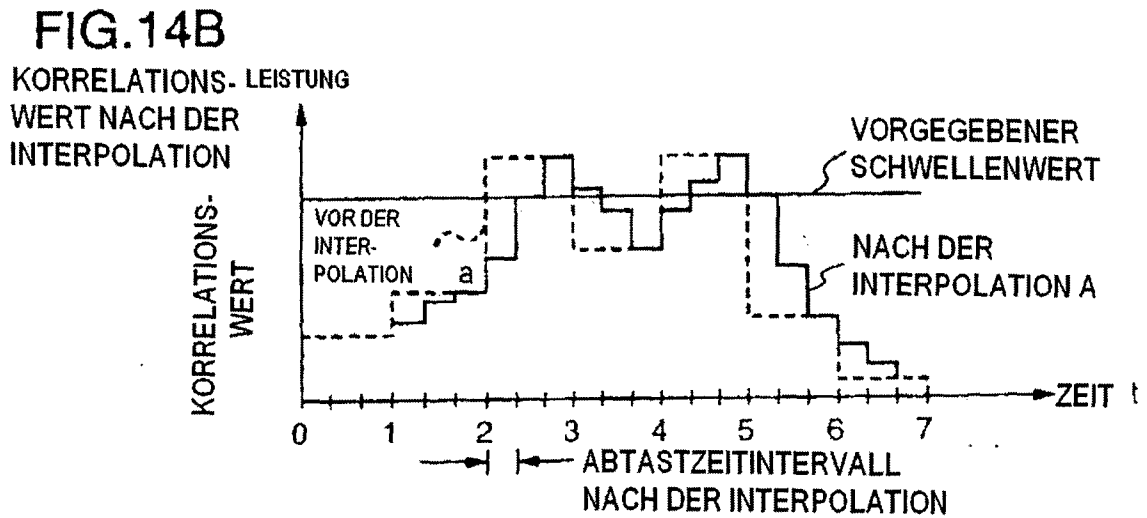 FIG.14B
KORRELATIONS-
WERT NACH DER
INTERPOLATION
LEISTUNG
VORGEGEBENER
SCHWELLENWERT
VOR DER
INTER-
POLATION
a
KORRELATIONS-
WERT
NACH DER
INTERPOLATION A
ZEIT t
0 1 2 3 4 5 6 7
ABTASTZEITINTERVALL
NACH DER INTERPOLATION